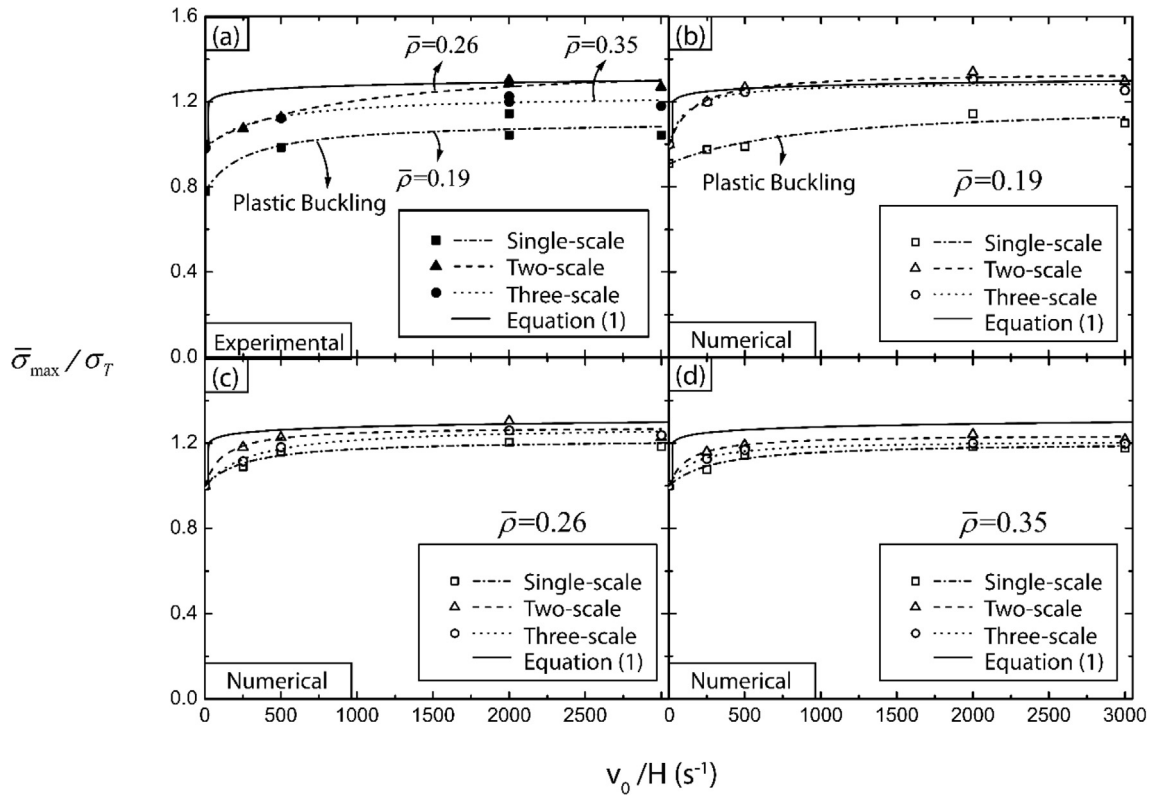 1.6
1.2
0.8
0.4
0.0
(a)
ρ̄=0.26
ρ̄=0.35
ρ̄=0.19
Plastic Buckling
Single-scale
Two-scale
Three-scale
Equation (1)
Experimental
(b)
Plastic Buckling
ρ̄=0.19
Single-scale
Two-scale
Three-scale
Equation (1)
Numerical
σ̄max / σT
1.2
0.8
0.4
0.0
(c)
ρ̄=0.26
Single-scale
Two-scale
Three-scale
Equation (1)
Numerical
(d)
ρ̄=0.35
Single-scale
Two-scale
Three-scale
Equation (1)
Numerical
0 500 1000 1500 2000 2500 0 500 1000 1500 2000 2500 3000
v₀/H (s⁻¹)